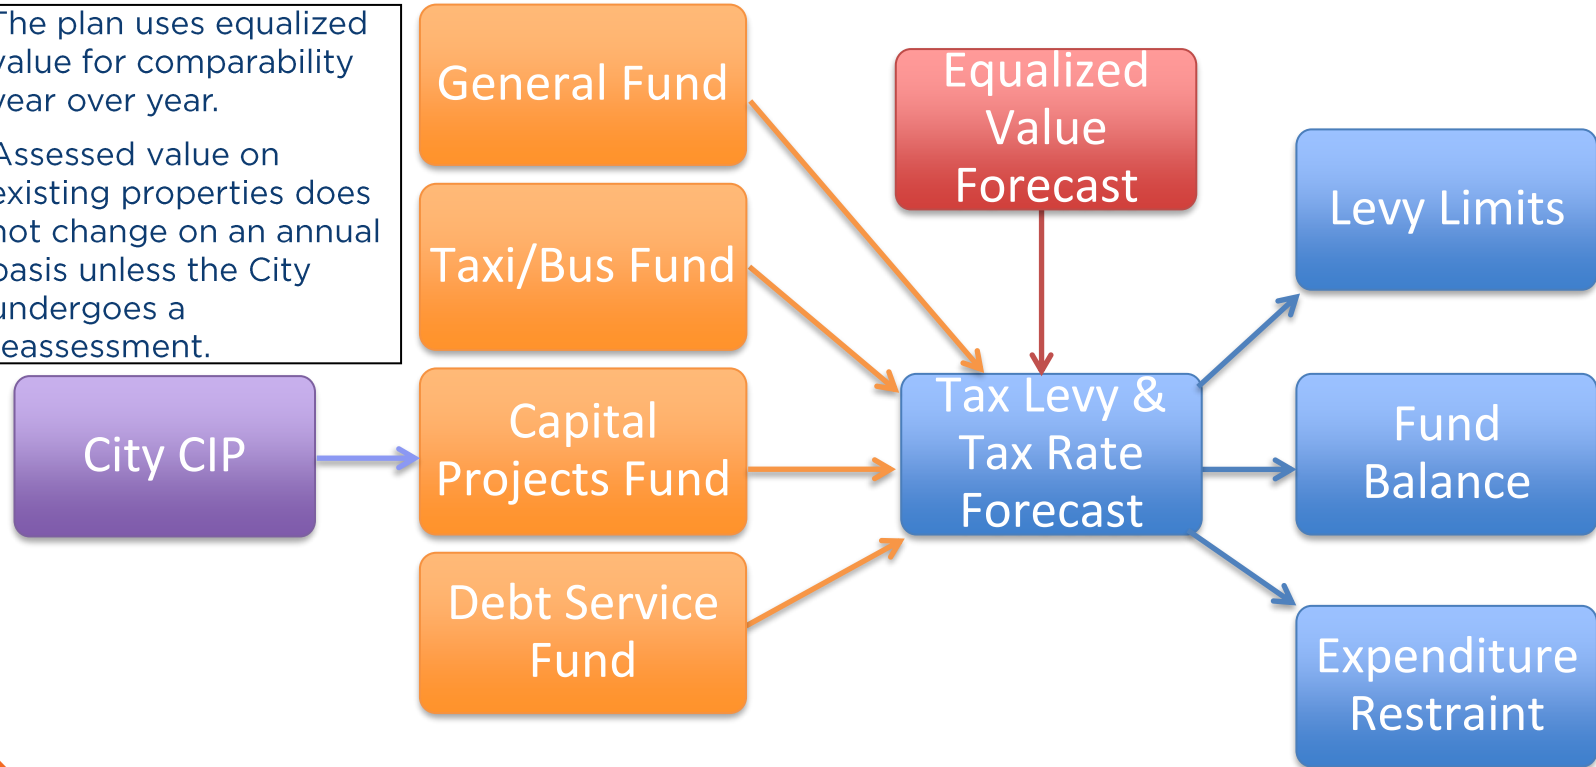 The plan uses equalized
value for comparability
year over year.
Assessed value on
existing properties does
not change on an annual
basis unless the City
undergoes a
reassessment.
General Fund
Taxi/Bus Fund
Capital
Projects Fund
Debt Service
Fund
City CIP
Equalized
Value
Forecast
Tax Levy &
Tax Rate
Forecast
Levy Limits
Fund
Balance
Expenditure
Restraint